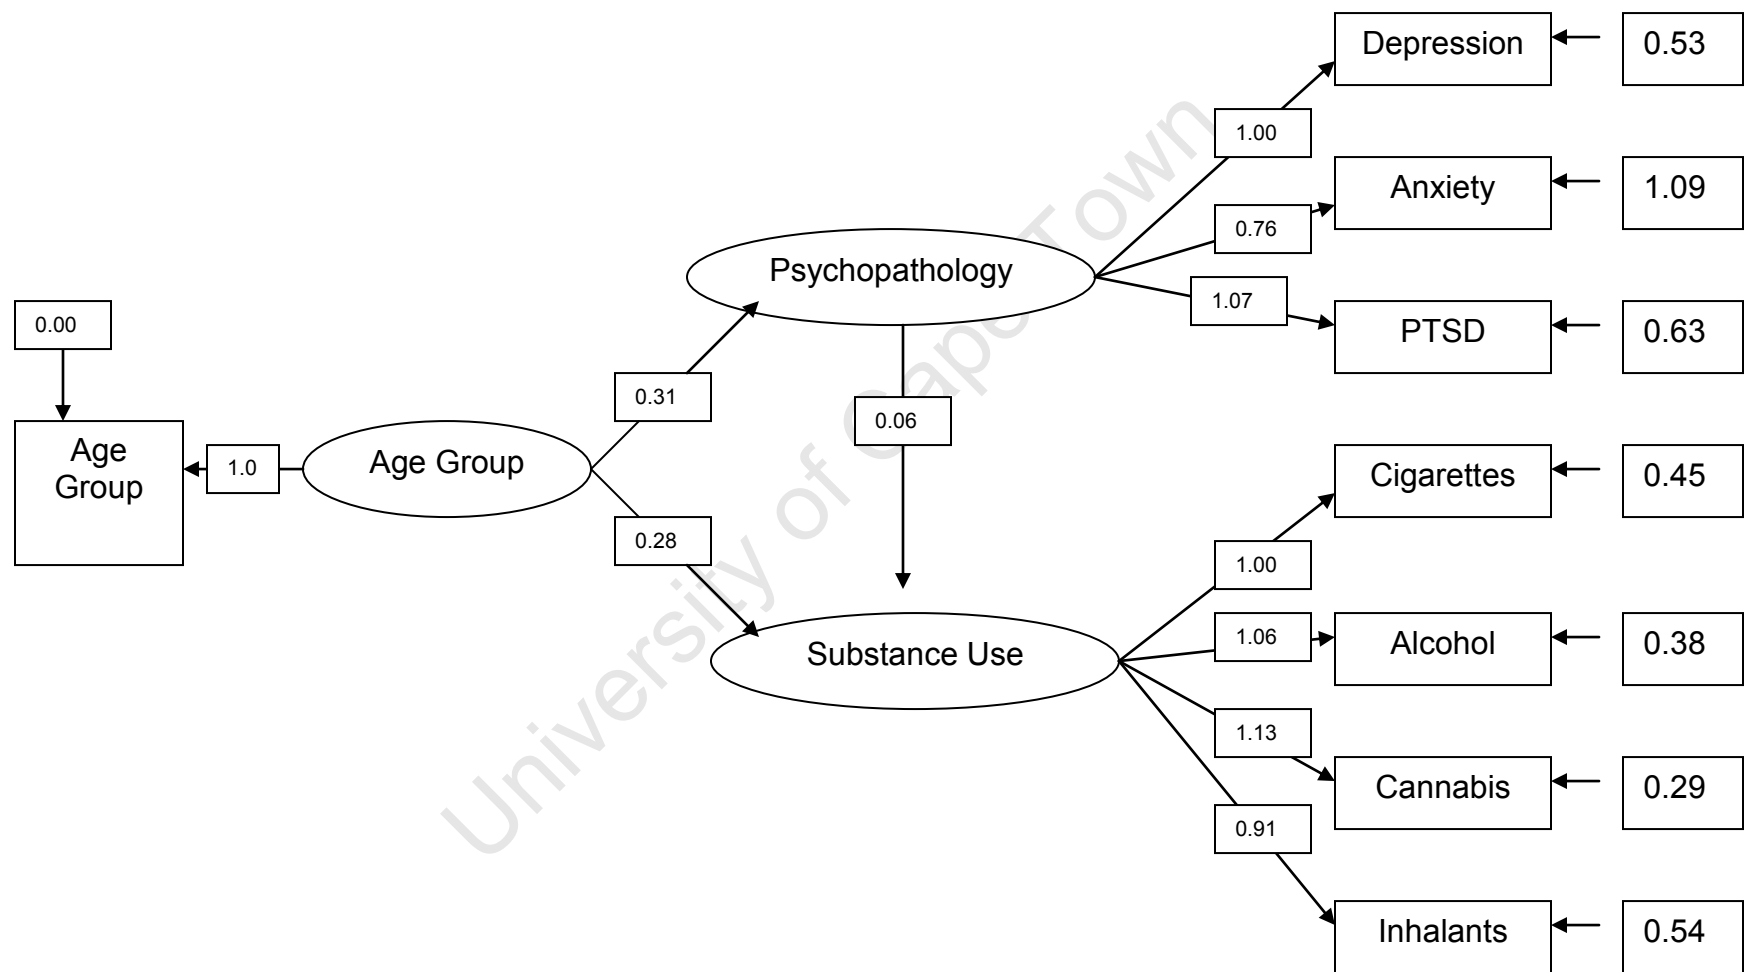 Depression
0.53
1.00
Anxiety
1.09
0.76
Psychopathology
1.07
PTSD
0.63
0.00
0.31
0.06
Age
Group
1.0
Age Group
Cigarettes
0.45
0.28
1.00
Substance Use
1.06
Alcohol
0.38
1.13
Cannabis
0.29
0.91
Inhalants
0.54
University of Cape Town